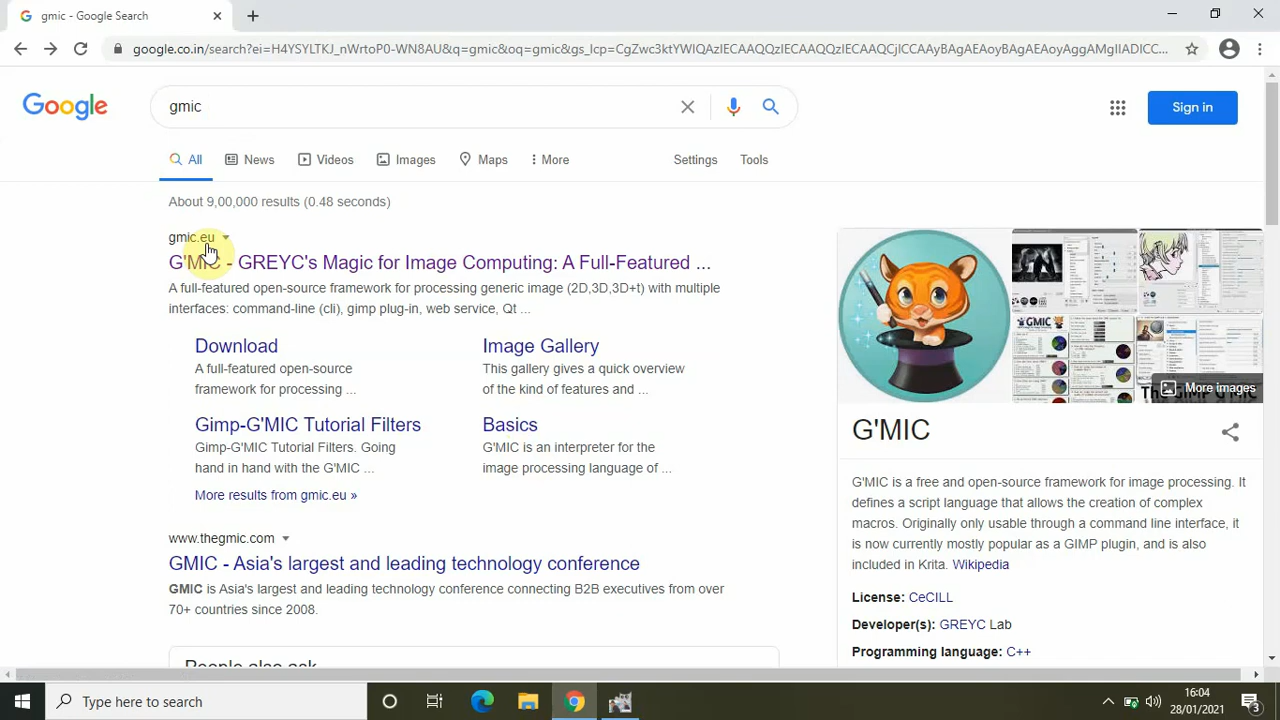 gmic - Google Search
google.co.in/search?ei=H4YSYLTKJ_nWrtoP0-WN8AU&q=gmic&oq=gmic&gs_lcp=CgZwc3ktYWIQAzIECAAQQzIECAAQQzIECAAQQzIECAAQQzIECAAQCjICCAAyBAgAEAoyBAgAEAoyAggAMgIIADICC...
Google
gmic
Sign in
All
News
Videos
Images
Maps
More
Settings
Tools
About 9,00,000 results (0.48 seconds)
gmic.eu
G'MIC - GREYC's Magic for Image Computing: A Full-Featured ...
A full-featured open-source framework for processing generic image (2D,3D,3D+t) with multiple
interfaces: command-line (cli), gimp plug-in, web service, Qt ...
Download
A full-featured open-source
framework for processing ...
Image Gallery
This gallery gives a quick overview
of the kind of features and ...
Gimp-G'MIC Tutorial Filters
Gimp-G'MIC Tutorial Filters. Going
hand in hand with the G'MIC ...
Basics
G'MIC is an interpreter for the
image processing language of ...
More results from gmic.eu »
www.thegmic.com
GMIC - Asia's largest and leading technology conference
GMIC is Asia's largest and leading technology conference connecting B2B executives from over
70+ countries since 2008.
People also ask
More images
G'MIC
G'MIC is a free and open-source framework for image processing. It
defines a script language that allows the creation of complex
macros. Originally only usable through a command line interface, it
is now currently mostly popular as a GIMP plugin, and is also
included in Krita. Wikipedia
License: CeCILL
Developer(s): GREYC Lab
Programming language: C++
Type here to search
16:04
28/01/2021
3